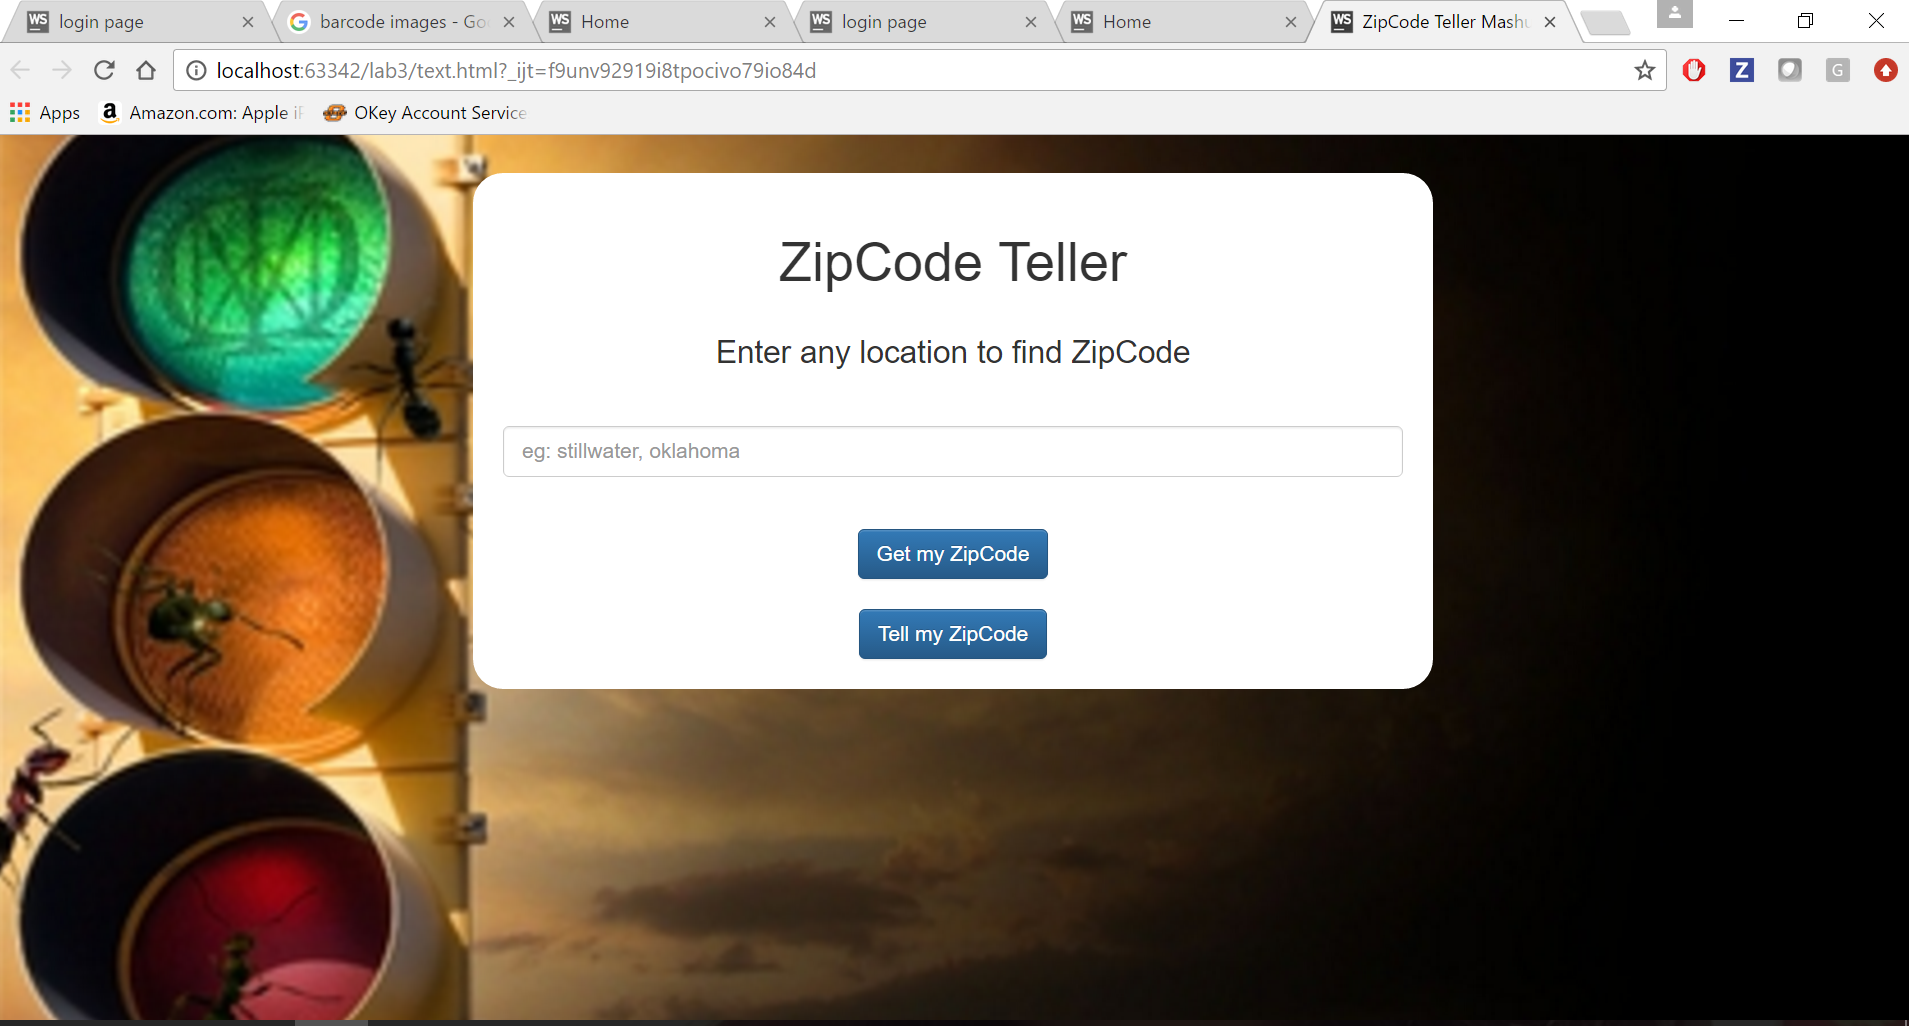 WS login page
barcode images - Go
WS Home
WS login page
WS Home
WS ZipCode Teller Mashu
localhost:63342/lab3/text.html?_ijt=f9unv92919i8tpocivo79io84d
Z
G
Apps
a Amazon.com: Apple iP
OKey Account Service
ZipCode Teller
Enter any location to find ZipCode
eg: stillwater, oklahoma
Get my ZipCode
Tell my ZipCode